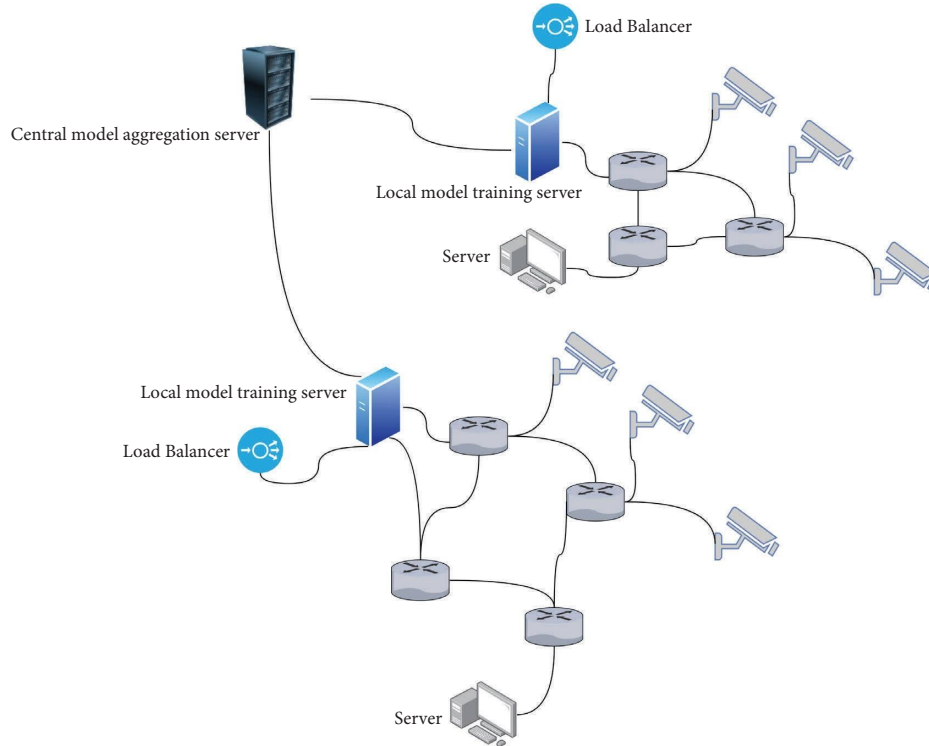 Load Balancer
Central model aggregation server
Local model training server
Server
Local model training server
Load Balancer
Server